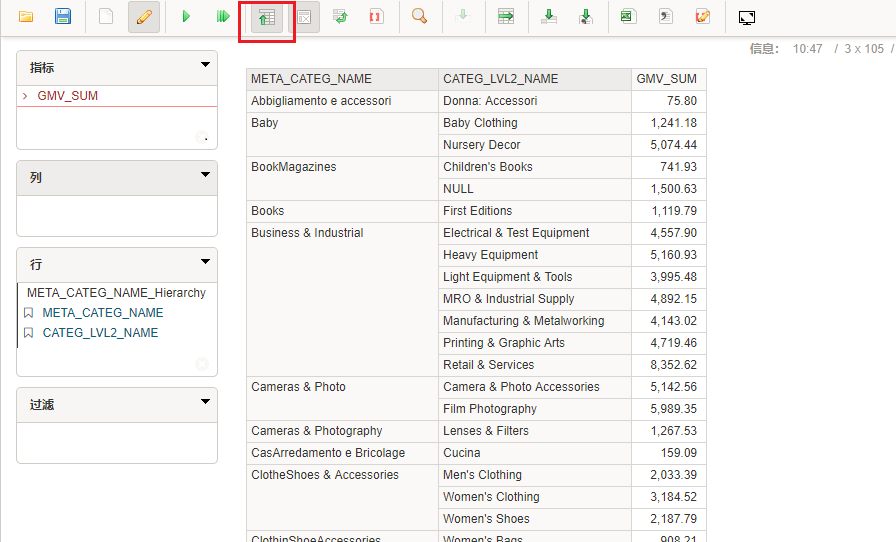 信息: 10:47 / 3 x 105 /
指标
GMV_SUM
列
行
META_CATEG_NAME_Hierarchy
META_CATEG_NAME
CATEG_LVL2_NAME
过滤
META_CATEG_NAME CATEG_LVL2_NAME GMV_SUM
Abbigliamento e accessori Donna: Accessori 75.80
Baby Baby Clothing 1,241.18
Nursery Decor 5,074.44
BookMagazines Children's Books 741.93
NULL 1,500.63
Books First Editions 1,119.79
Business & Industrial Electrical & Test Equipment 4,557.90
Heavy Equipment 5,160.93
Light Equipment & Tools 3,995.48
MRO & Industrial Supply 4,892.15
Manufacturing & Metalworking 4,143.02
Printing & Graphic Arts 4,719.46
Retail & Services 8,352.62
Cameras & Photo Camera & Photo Accessories 5,142.56
Film Photography 5,989.35
Cameras & Photography Lenses & Filters 1,267.53
CasArredamento e Bricolage Cucina 159.09
ClotheShoes & Accessories Men's Clothing 2,033.39
Women's Clothing 3,184.52
Women's Shoes 2,187.79
ClothinShoeAccessories Women's Bags 908.21